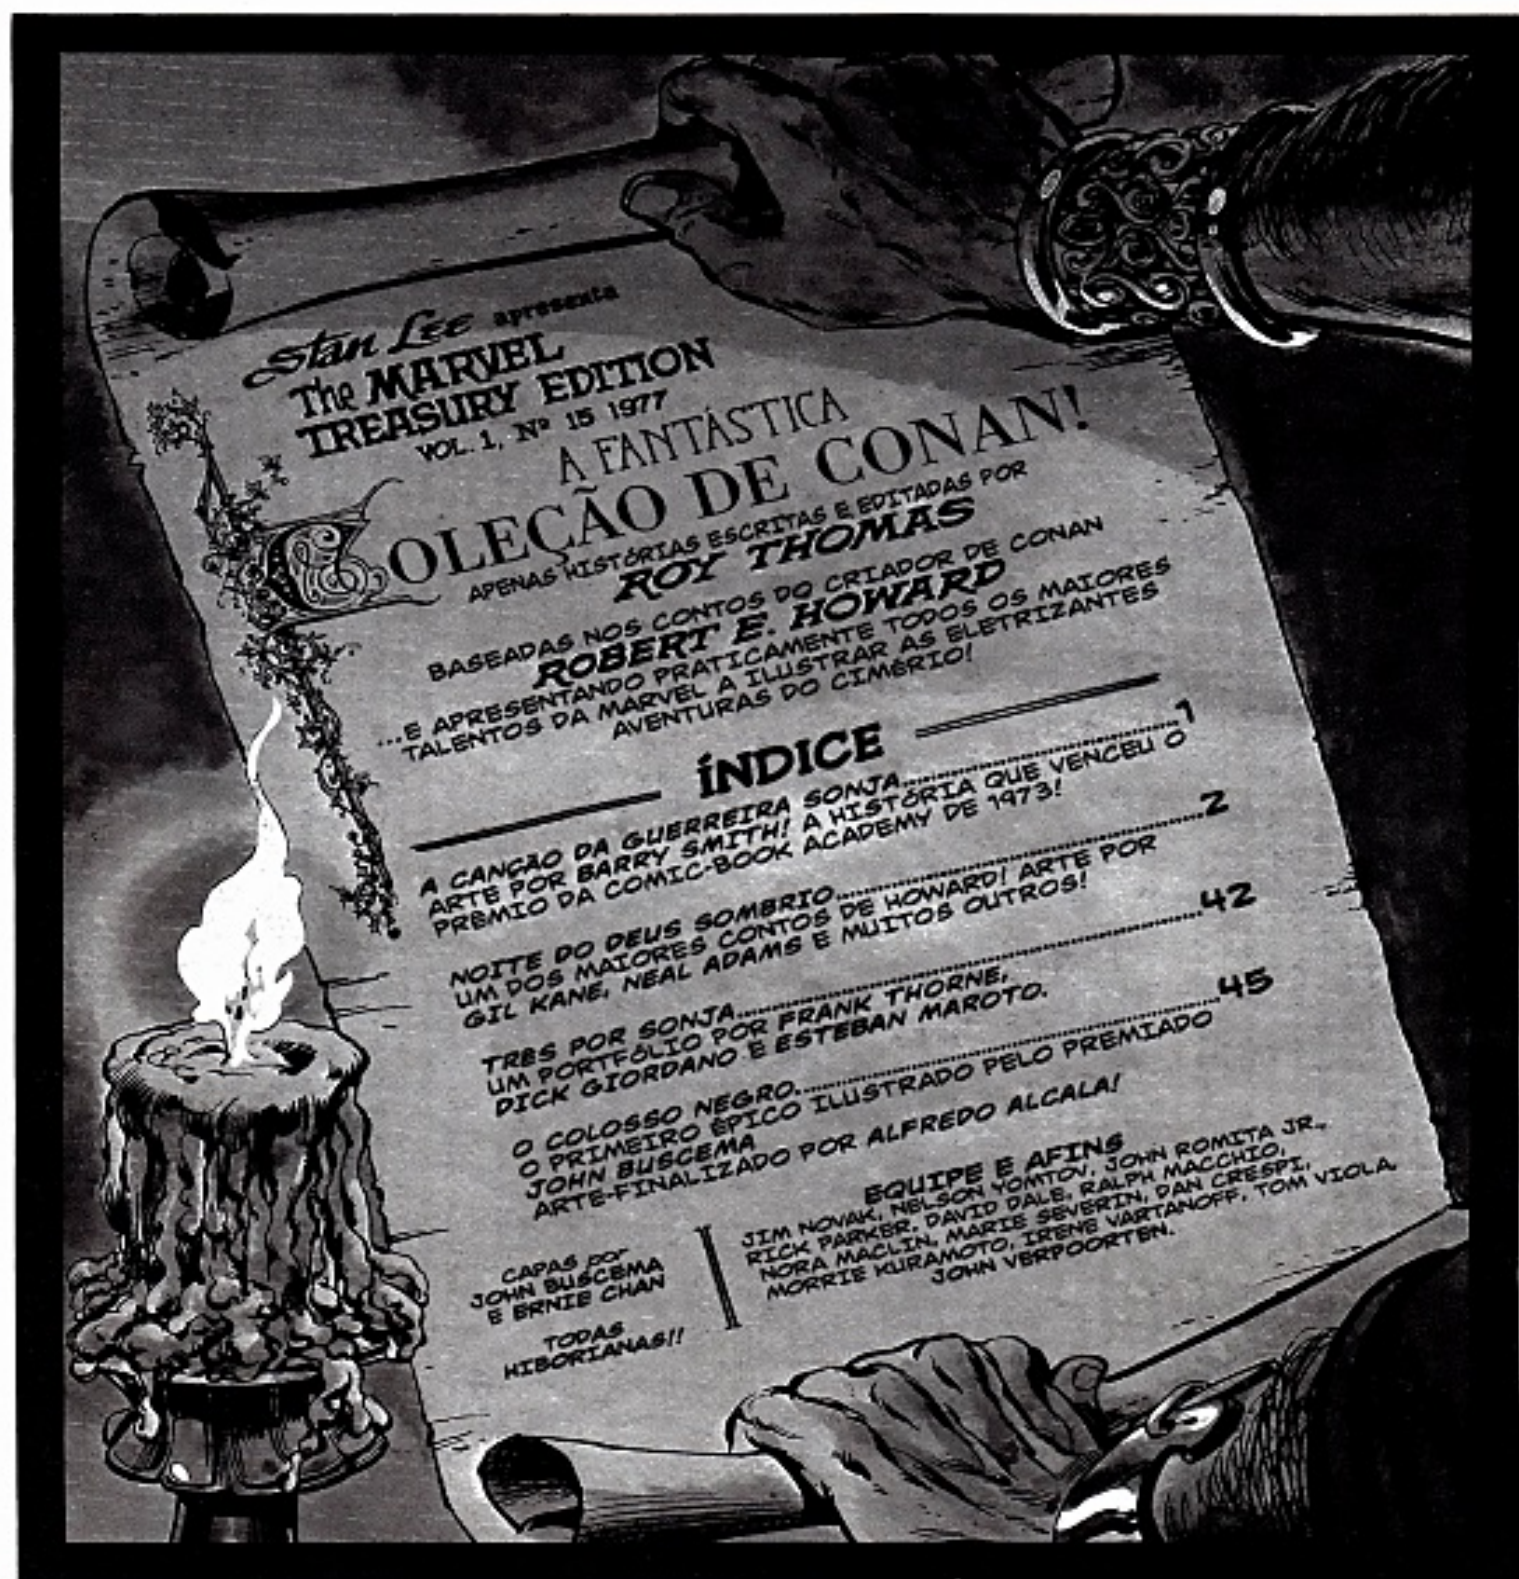 Stan Lee apresenta
The MARVEL
TREASURY EDITION
VOL. 1, Nº 15 1977
A FANTÁSTICA
COLEÇÃO DE CONAN!
APENAS HISTÓRIAS ESCRITAS E EDITADAS POR
ROY THOMAS
BASEADAS NOS CONTOS DO CRIADOR DE CONAN
ROBERT E. HOWARD
...E APRESENTANDO PRATICAMENTE TODOS OS MAIORES
TALENTOS DA MARVEL A ILUSTRAR AS ELETRIZANTES
AVENTURAS DO CIMÉRIO!
ÍNDICE
A CANÇÃO DA GUERREIRA SONJA..............................1
ARTE POR BARRY SMITH! A HISTÓRIA QUE VENCEU O
PRÊMIO DA COMIC-BOOK ACADEMY DE 1973!
NOITE DO DEUS SOMBRIO..............................2
UM DOS MAIORES CONTOS DE HOWARD! ARTE POR
GIL KANE, NEAL ADAMS E MUITOS OUTROS!
TRÊS POR SONJA..............................42
UM PORTFÓLIO POR FRANK THORNE,
DICK GIORDANO E ESTEBAN MAROTO.
O COLOSSO NEGRO..............................45
O PRIMEIRO ÉPICO ILUSTRADO PELO PREMIADO
JOHN BUSCEMA
ARTE-FINALIZADO POR ALFREDO ALCALA!
EQUIPE E AFINS
JIM NOVAK, NELSON YOMTOV, JOHN ROMITA JR.,
RICK PARKER, DAVID DALE, RALPH MACCHIO,
NORA MACLIN, MARIE SEVERIN, DAN CRESPI,
MORRIE KURAMOTO, IRENE VARTANOFF, TOM VIOLA,
JOHN VERPOORTEN.
CAPAS por
JOHN BUSCEMA
E ERNIE CHAN
TODAS
HIBORIANAS!!